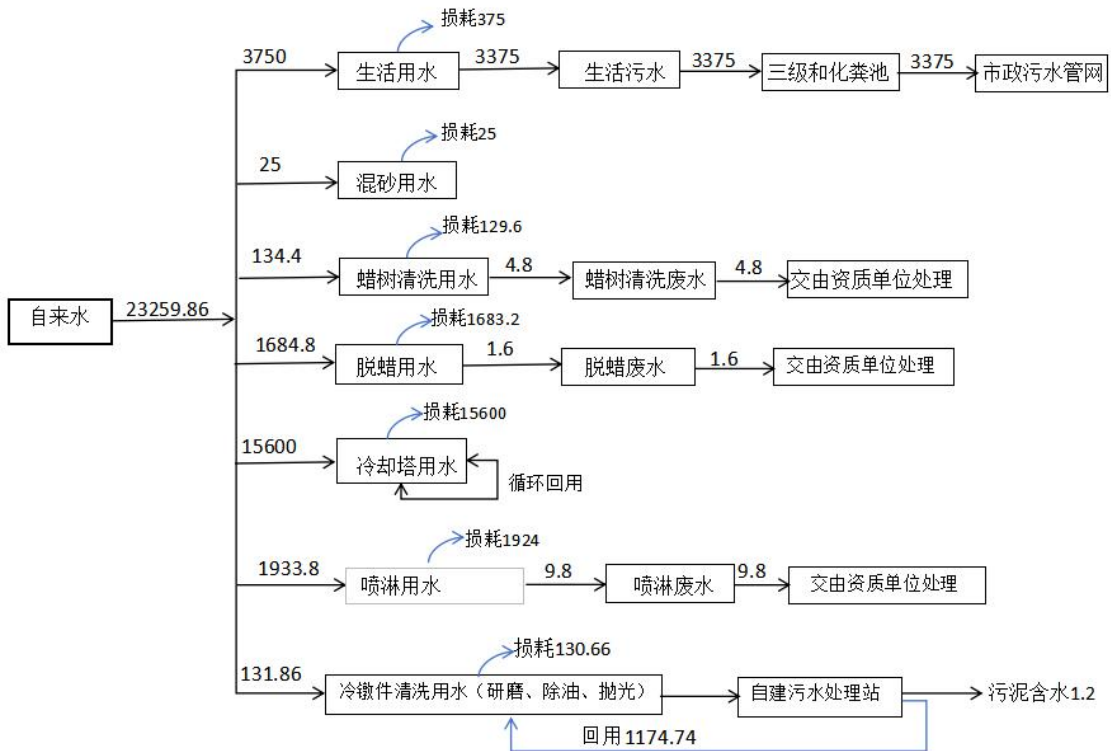 损耗375
3750
生活用水
3375
生活污水
3375
三级和化粪池
3375
市政污水管网
损耗25
25
混砂用水
损耗129.6
134.4
蜡树清洗用水
4.8
蜡树清洗废水
4.8
交由资质单位处理
自来水
23259.86
损耗1683.2
1684.8
脱蜡用水
1.6
脱蜡废水
1.6
交由资质单位处理
损耗15600
15600
冷却塔用水
循环回用
损耗1924
1933.8
喷淋用水
9.8
喷淋废水
9.8
交由资质单位处理
损耗130.66
131.86
冷镦件清洗用水（研磨、除油、抛光）
自建污水处理站
污泥含水1.2
回用1174.74